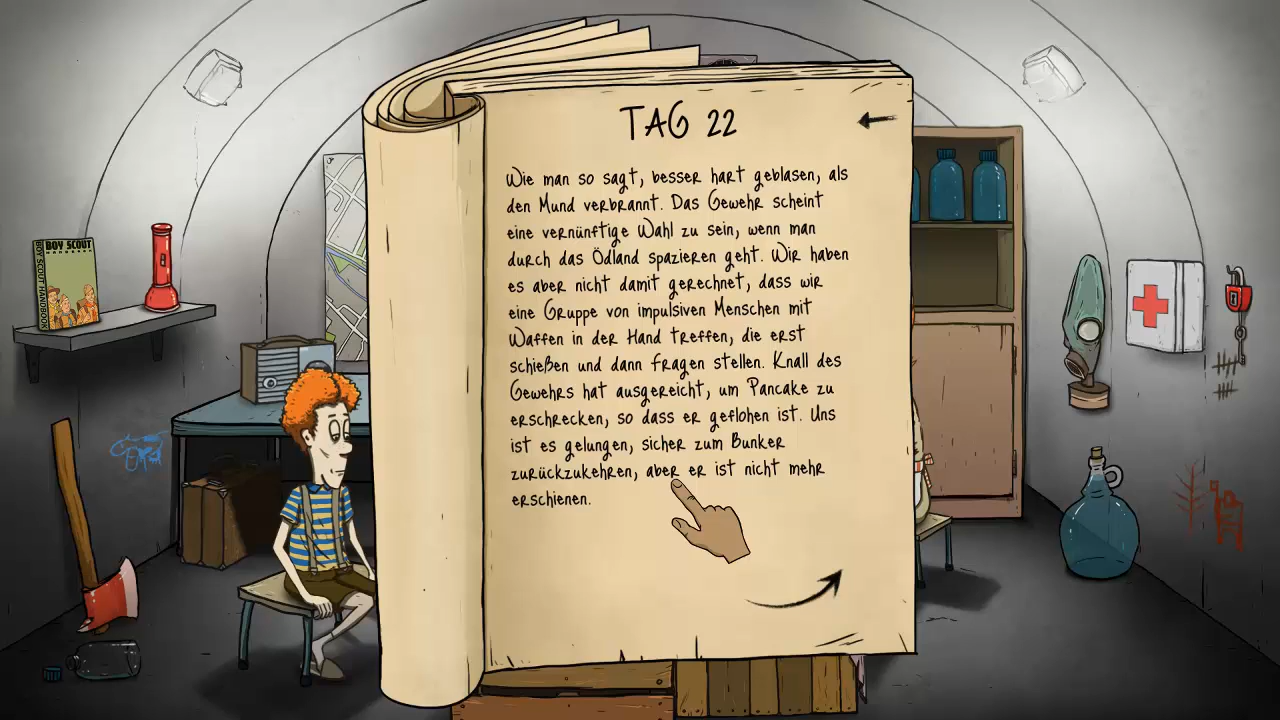 BOY SCOUT
BOY SCOUT HANDBOOK
TAG 22
Wie man so sagt, besser hart geblasen, als
den Mund verbrannt. Das Gewehr scheint
eine vernünftige Wahl zu sein, wenn man
durch das Ödland spazieren geht. Wir haben
es aber nicht damit gerechnet, dass wir
eine Gruppe von impulsiven Menschen mit
Waffen in der Hand treffen, die erst
schießen und dann fragen stellen. Knall des
Gewehrs hat ausgereicht, um Pancake zu
erschrecken, so dass er geflohen ist. Uns
ist es gelungen, sicher zum Bunker
zurückzukehren, aber er ist nicht mehr
erschienen.